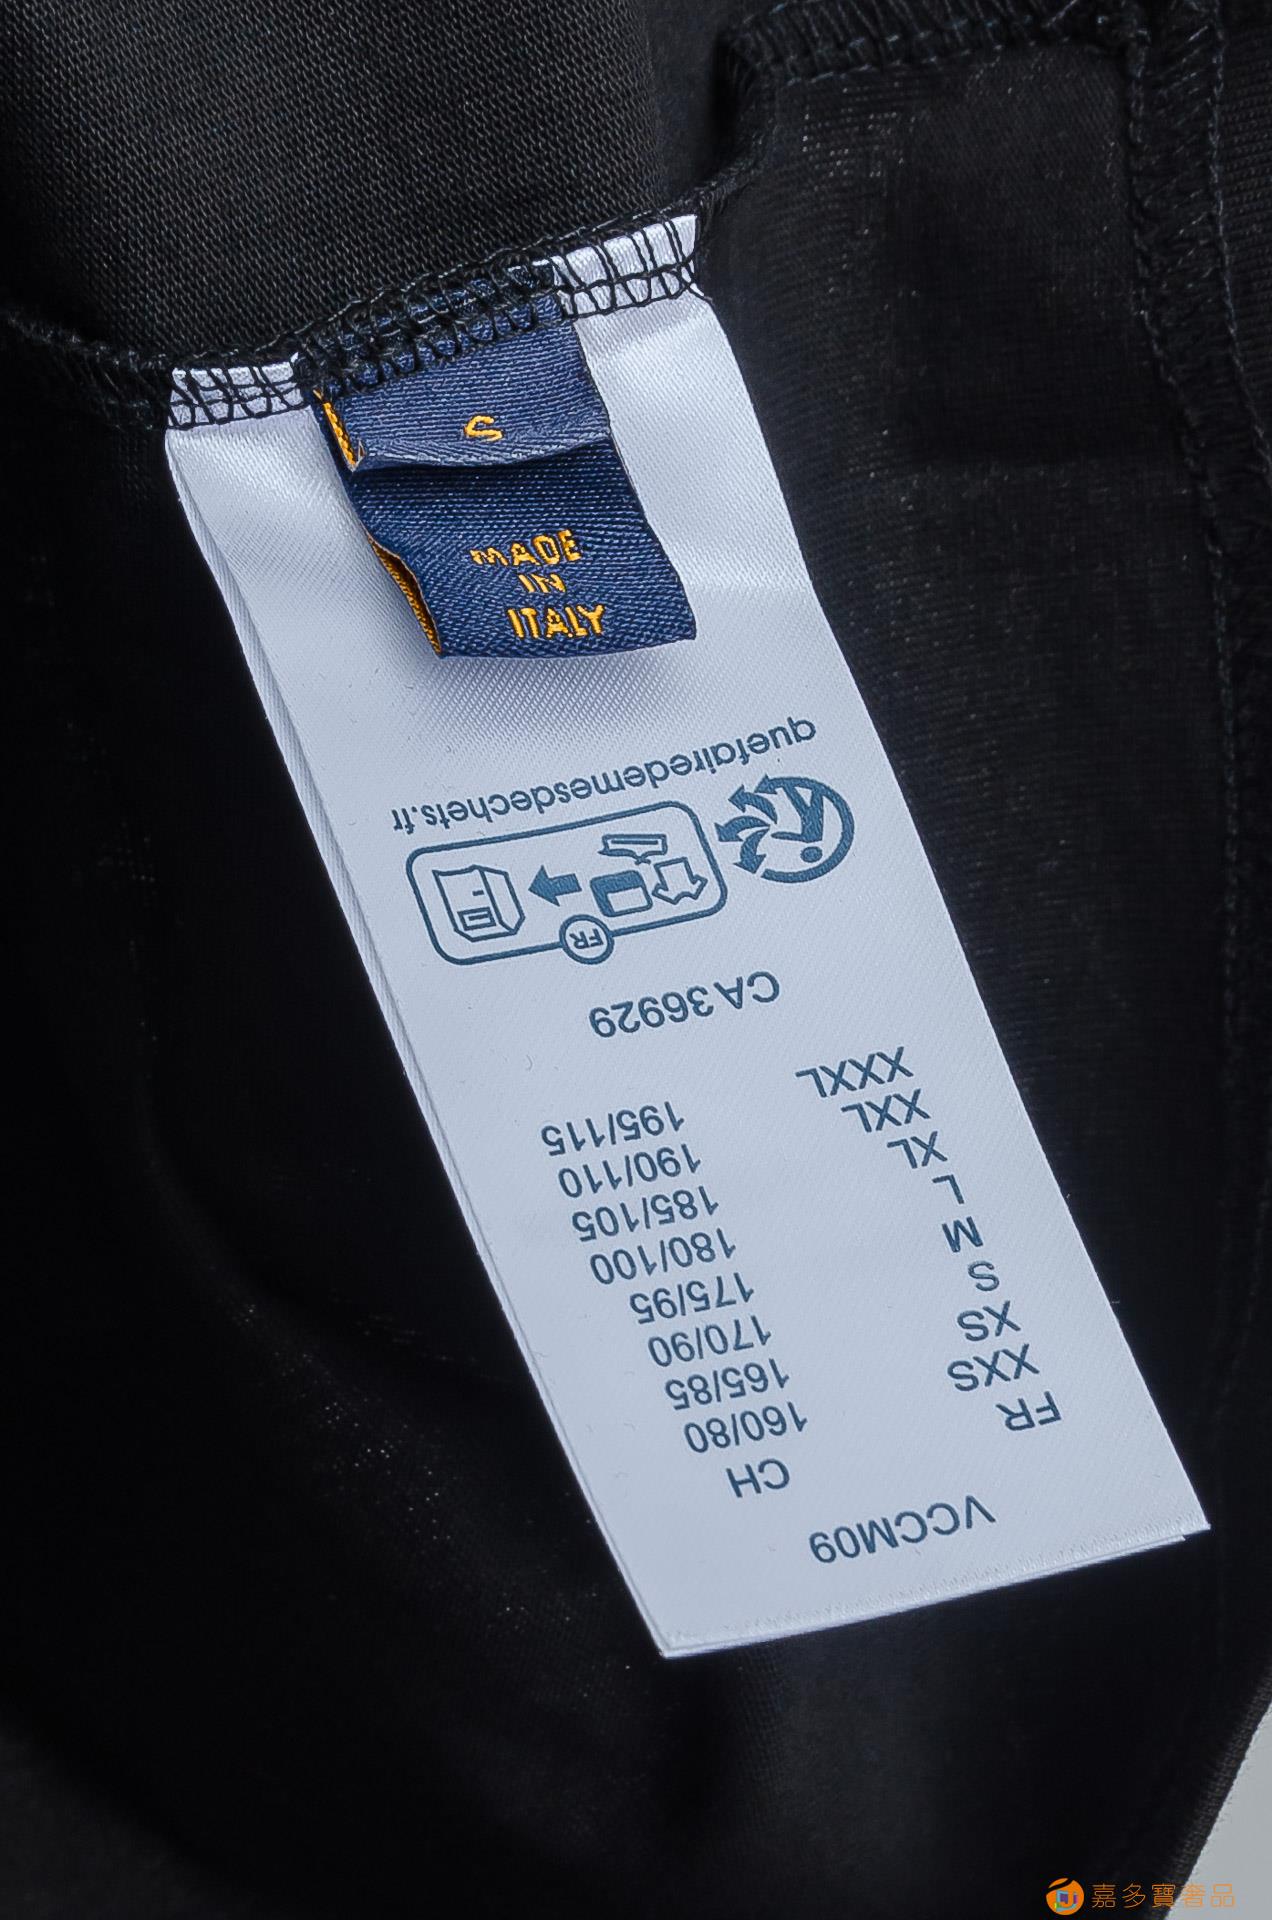 S
MADE
IN
ITALY
VCCM09
FR CH
XXS 160/80
XS 165/85
S 170/90
M 175/95
L 180/100
XL 185/105
XXL 190/110
XXXL 195/115
CA 36929
FR
quefairedemesdechets.fr
嘉多寶奢品